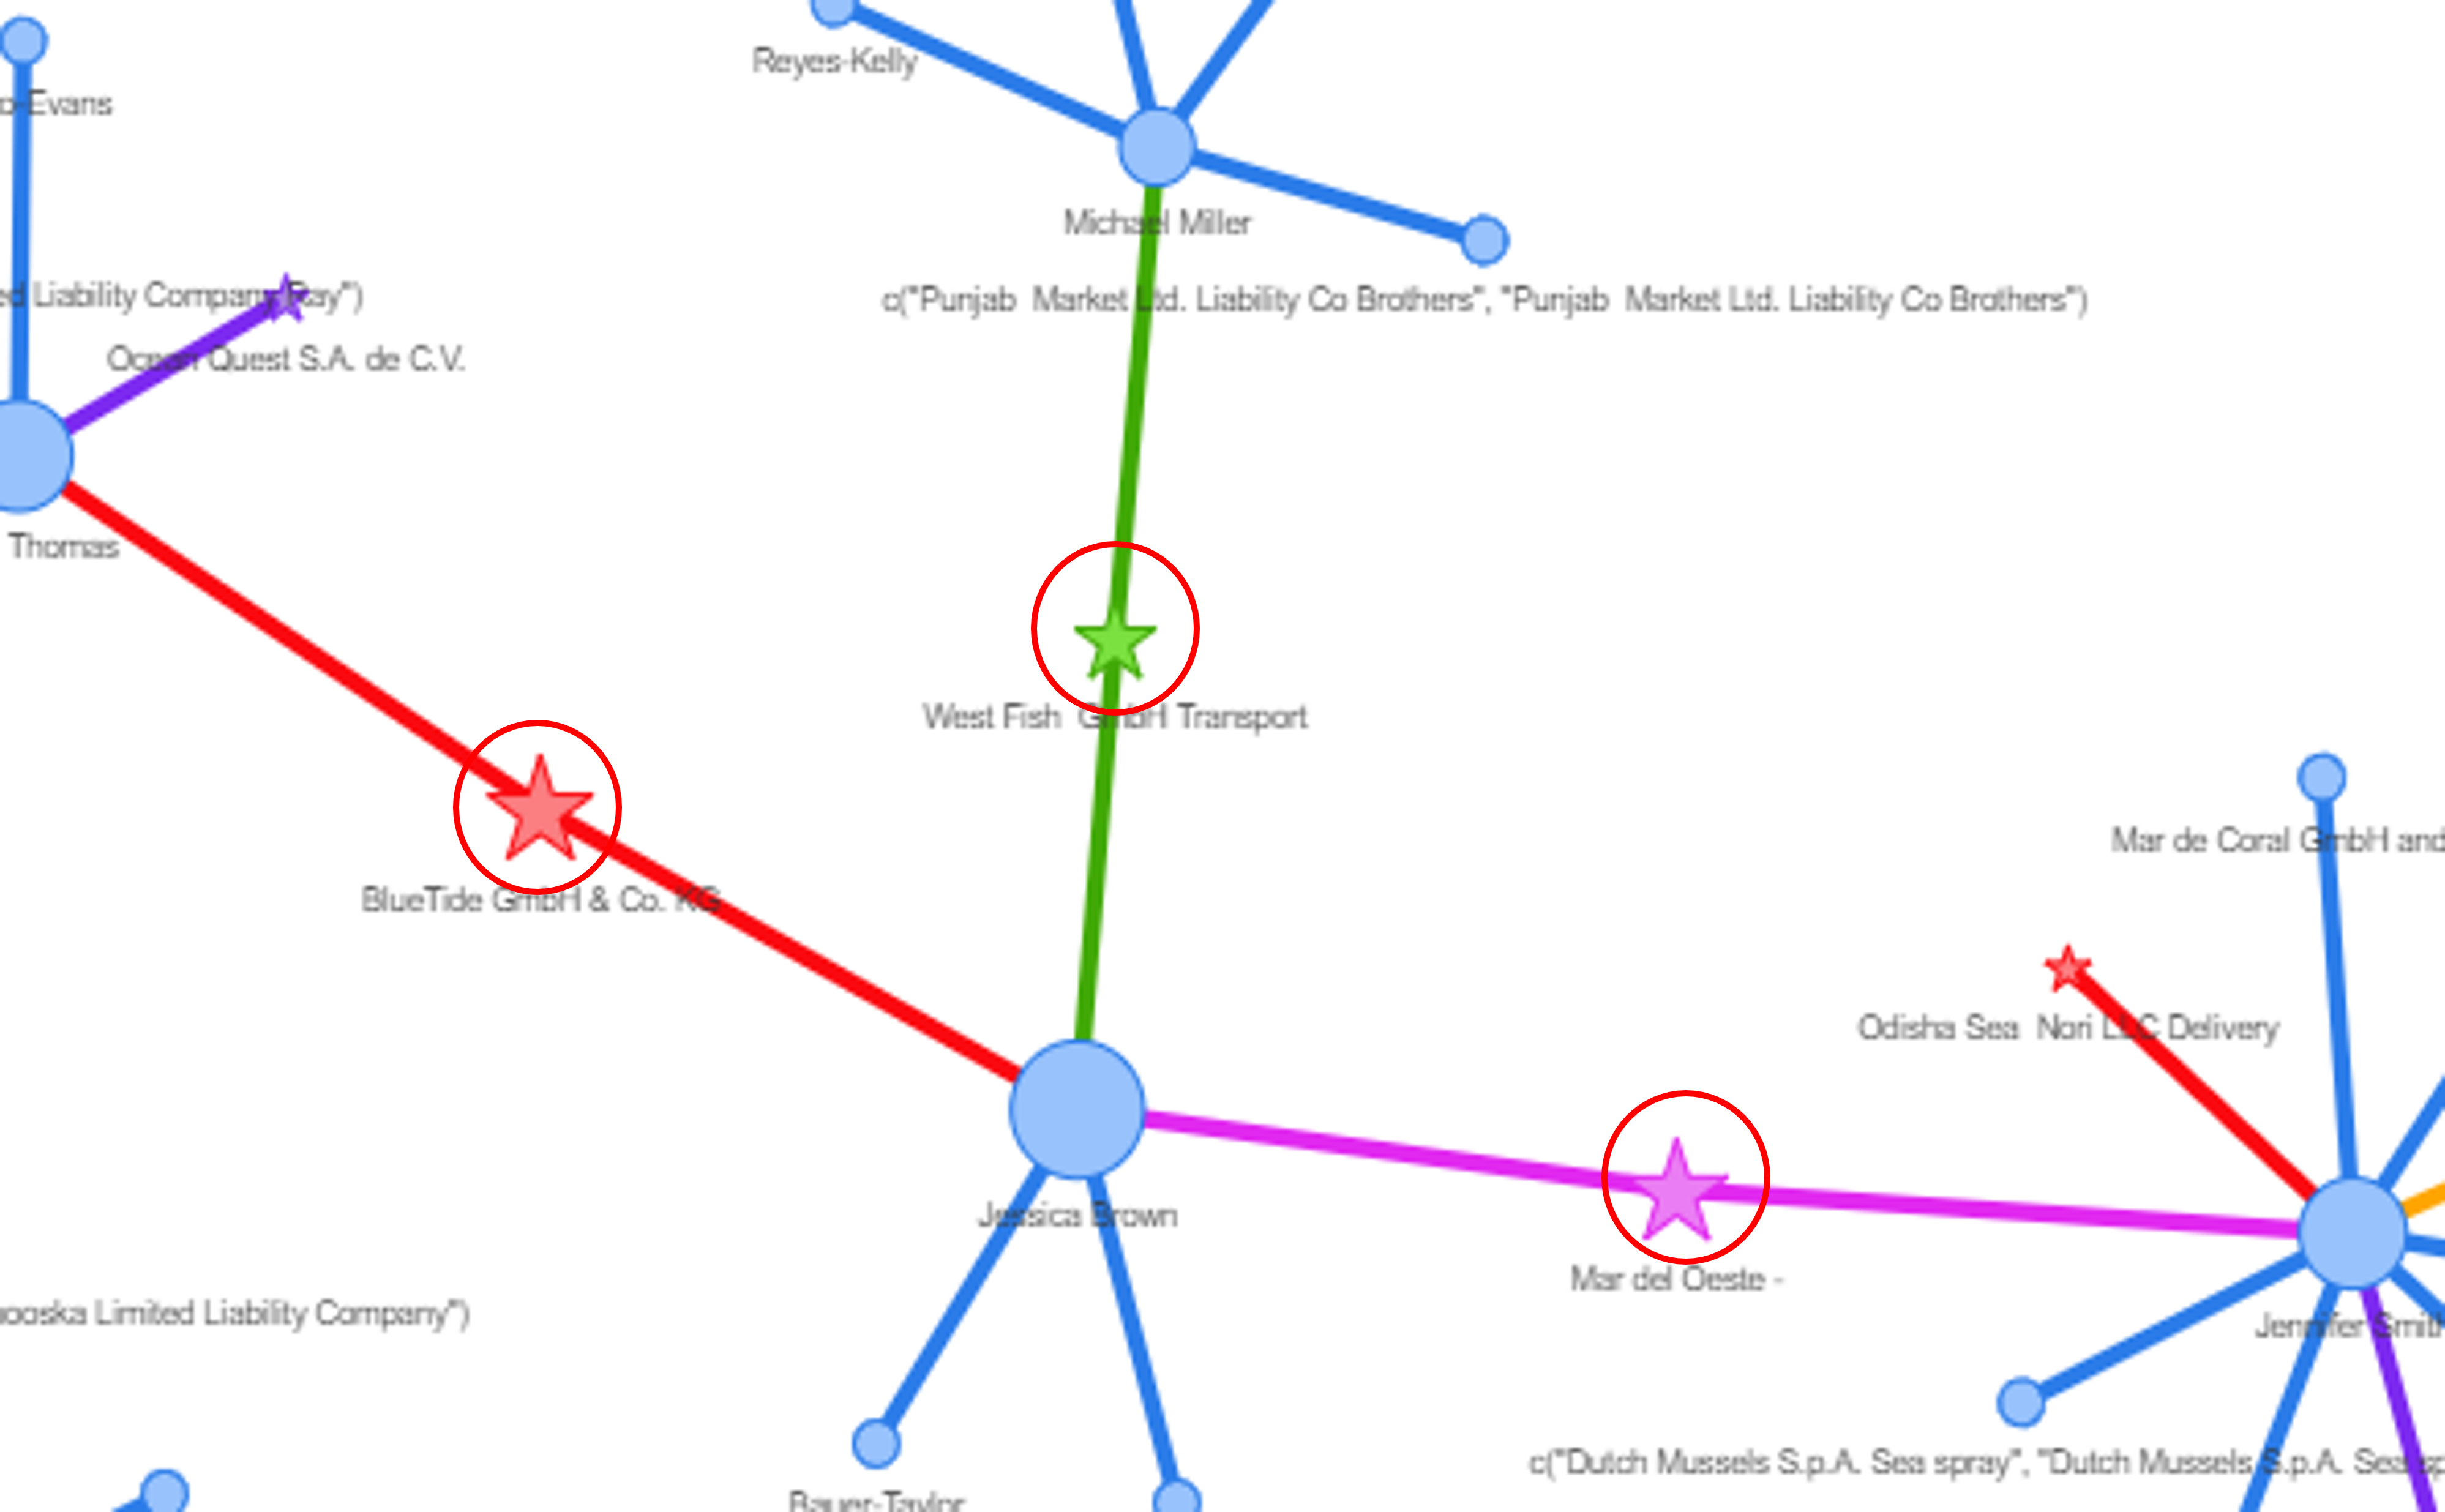 Reyes-Kelly
o-Evans
Michael Miller
ed Liability Company Ray")
c("Punjab  Market Ltd. Liability Co Brothers", "Punjab  Market Ltd. Liability Co Brothers")
Ocean Quest S.A. de C.V.
Thomas
West Fish  GmbH Transport
Mar de Coral GmbH and
BlueTide GmbH & Co. KG
Odisha Sea  Nori LLC Delivery
Jessica Brown
Mar del Oeste -
ooska Limited Liability Company")
Jennifer Smith
c("Dutch Mussels S.p.A. Sea spray", "Dutch Mussels S.p.A. Sea sp
Bauer-Taylor